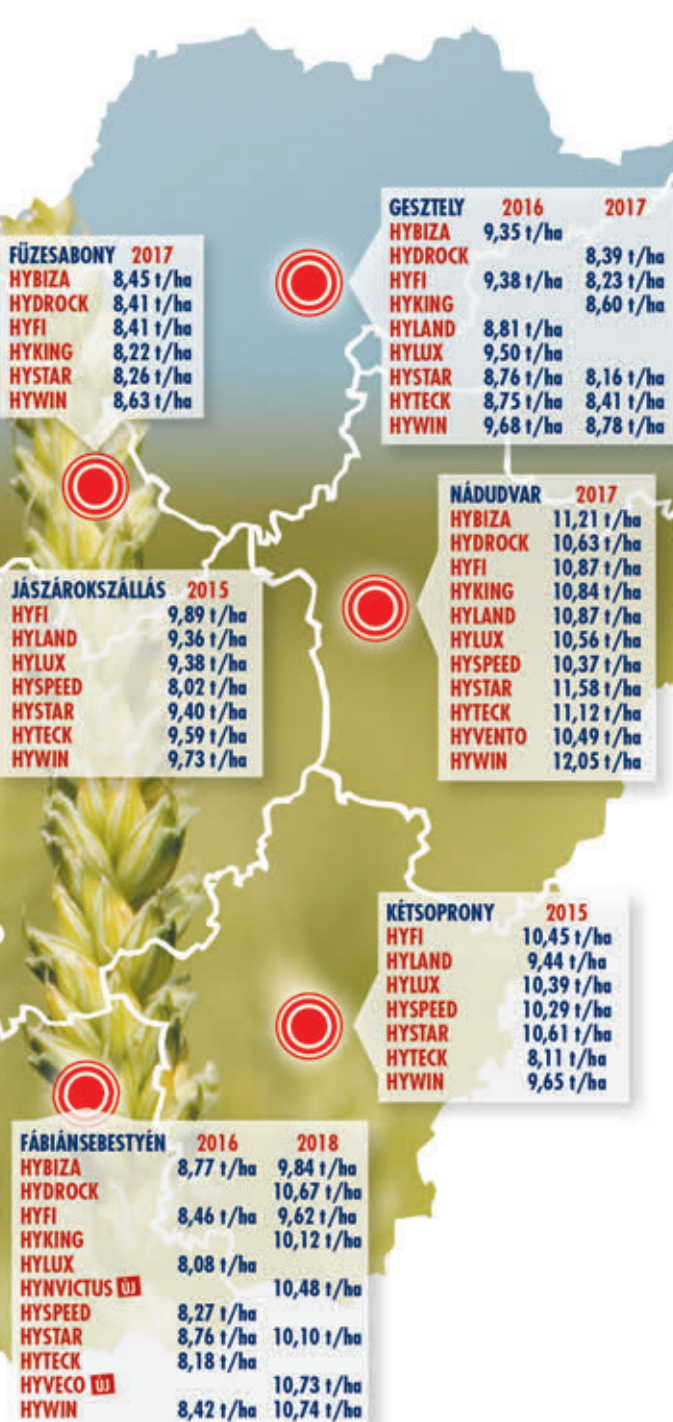 FÜZESABONY 2017
HYBIZA 8,45 t/ha
HYDROCK 8,41 t/ha
HYFI 8,41 t/ha
HYKING 8,22 t/ha
HYSTAR 8,26 t/ha
HYWIN 8,63 t/ha
GESZTELY 2016 2017
HYBIZA 9,35 t/ha
HYDROCK 8,39 t/ha
HYFI 9,38 t/ha 8,23 t/ha
HYKING 8,60 t/ha
HYLAND 8,81 t/ha
HYLUX 9,50 t/ha
HYSTAR 8,76 t/ha 8,16 t/ha
HYTECK 8,75 t/ha 8,41 t/ha
HYWIN 9,68 t/ha 8,78 t/ha
NÁDUDVAR 2017
HYBIZA 11,21 t/ha
HYDROCK 10,63 t/ha
HYFI 10,87 t/ha
HYKING 10,84 t/ha
HYLAND 10,87 t/ha
HYLUX 10,56 t/ha
HYSPEED 10,37 t/ha
HYSTAR 11,58 t/ha
HYTECK 11,12 t/ha
HYVENTO 10,49 t/ha
HYWIN 12,05 t/ha
JÁSZÁROKSZÁLLÁS 2015
HYFI 9,89 t/ha
HYLAND 9,36 t/ha
HYLUX 9,38 t/ha
HYSPEED 8,02 t/ha
HYSTAR 9,40 t/ha
HYTECK 9,59 t/ha
HYWIN 9,73 t/ha
KÉTSOPRONY 2015
HYFI 10,45 t/ha
HYLAND 9,44 t/ha
HYLUX 10,39 t/ha
HYSPEED 10,29 t/ha
HYSTAR 10,61 t/ha
HYTECK 8,11 t/ha
HYWIN 9,65 t/ha
FÁBIÁNSEBESTYÉN 2016 2018
HYBIZA 8,77 t/ha 9,84 t/ha
HYDROCK 10,67 t/ha
HYFI 8,46 t/ha 9,62 t/ha
HYKING 10,12 t/ha
HYLUX 8,08 t/ha
HYNVICTUS ÚJ 10,48 t/ha
HYSPEED 8,27 t/ha
HYSTAR 8,76 t/ha 10,10 t/ha
HYTECK 8,18 t/ha
HYVECO ÚJ 10,73 t/ha
HYWIN 8,42 t/ha 10,74 t/ha